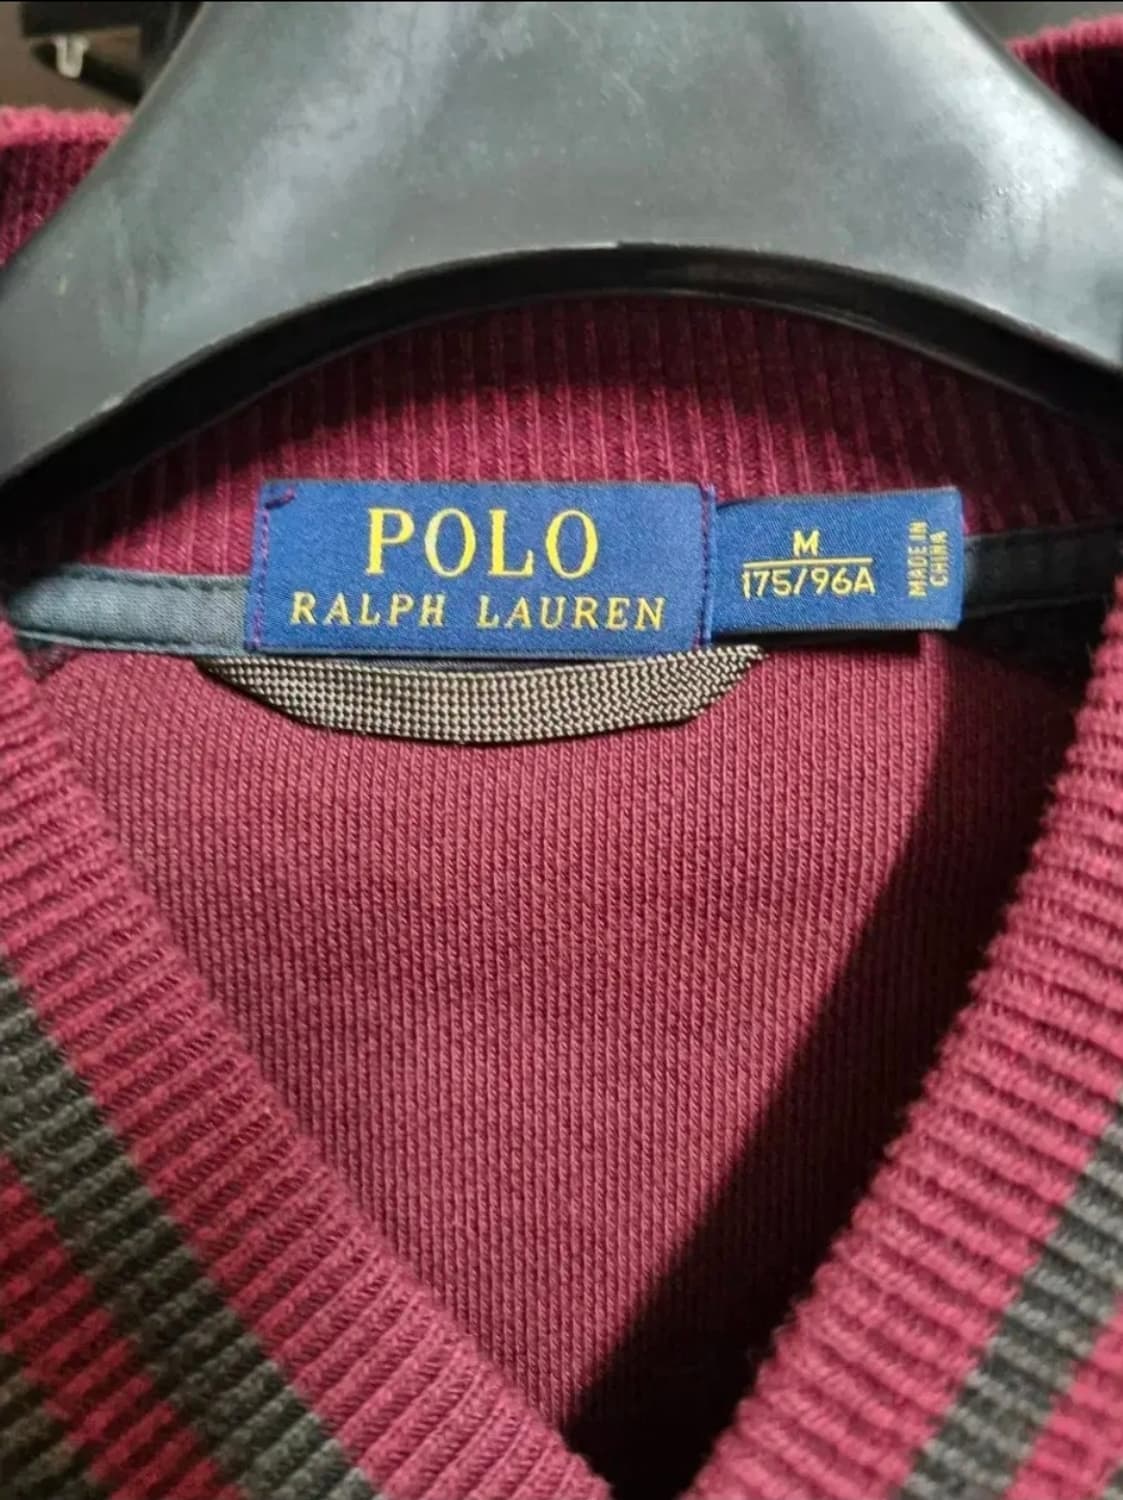 POLO
RALPH LAUREN
M
175/96A
MADE IN
CHINA